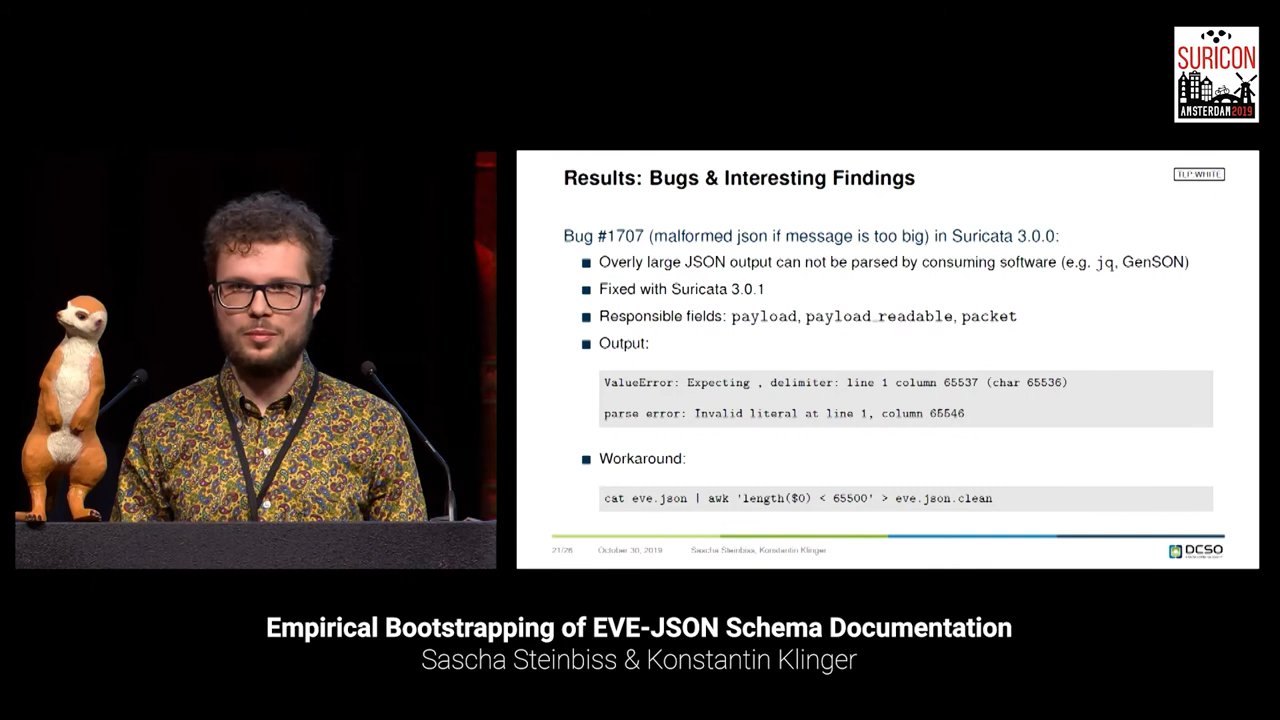 SURICON
AMSTERDAM2019
Results: Bugs & Interesting Findings
TLP:WHITE
Bug #1707 (malformed json if message is too big) in Suricata 3.0.0:
Overly large JSON output can not be parsed by consuming software (e.g. jq, GenSON)
Fixed with Suricata 3.0.1
Responsible fields: payload, payload_readable, packet
Output:
ValueError: Expecting , delimiter: line 1 column 65537 (char 65536)
parse error: Invalid literal at line 1, column 65546
Workaround:
cat eve.json | awk 'length($0) < 65500' > eve.json.clean
21/26 October 30, 2019 Sascha Steinbiss, Konstantin Klinger
DCSO
Empirical Bootstrapping of EVE-JSON Schema Documentation
Sascha Steinbiss & Konstantin Klinger